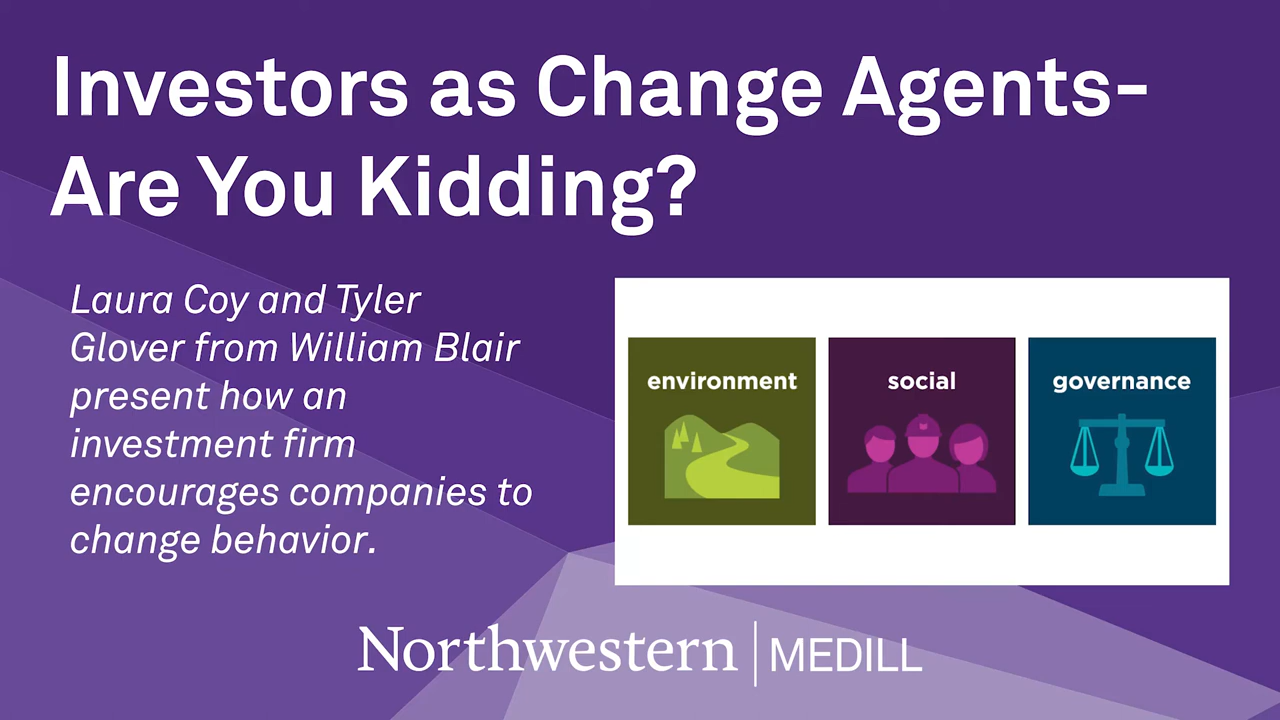 Investors as Change Agents-
Are You Kidding?
Laura Coy and Tyler
Glover from William Blair
present how an
investment firm
encourages companies to
change behavior.
environment
social
governance
Northwestern | MEDILL